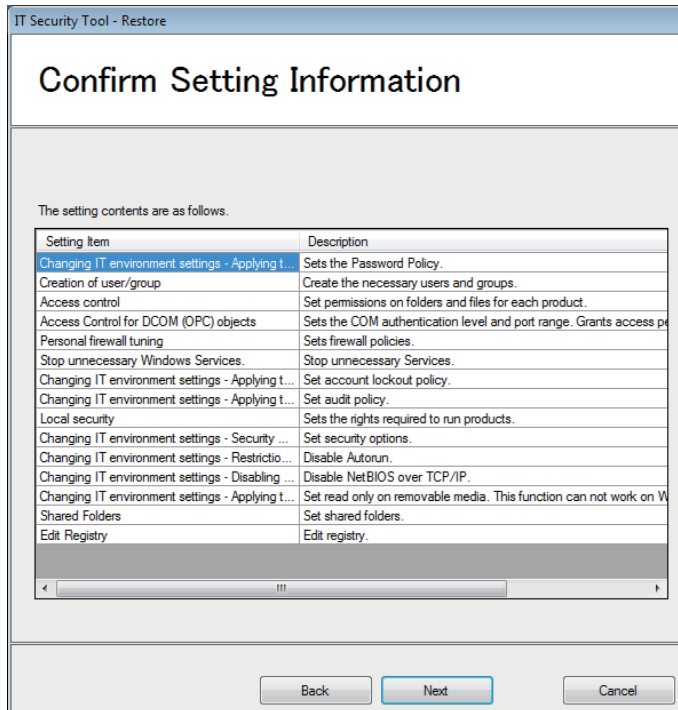 IT Security Tool - Restore
Confirm Setting Information
The setting contents are as follows.
Setting Item Description
Changing IT environment settings - Applying t... Sets the Password Policy.
Creation of user/group Create the necessary users and groups.
Access control Set permissions on folders and files for each product.
Access Control for DCOM (OPC) objects Sets the COM authentication level and port range. Grants access pe
Personal firewall tuning Sets firewall policies.
Stop unnecessary Windows Services. Stop unnecessary Services.
Changing IT environment settings - Applying t... Set account lockout policy.
Changing IT environment settings - Applying t... Set audit policy.
Local security Sets the rights required to run products.
Changing IT environment settings - Security ... Set security options.
Changing IT environment settings - Restrictio... Disable Autorun.
Changing IT environment settings - Disabling ... Disable NetBIOS over TCP/IP.
Changing IT environment settings - Applying t... Set read only on removable media. This function can not work on W
Shared Folders Set shared folders.
Edit Registry Edit registry.
Back Next Cancel